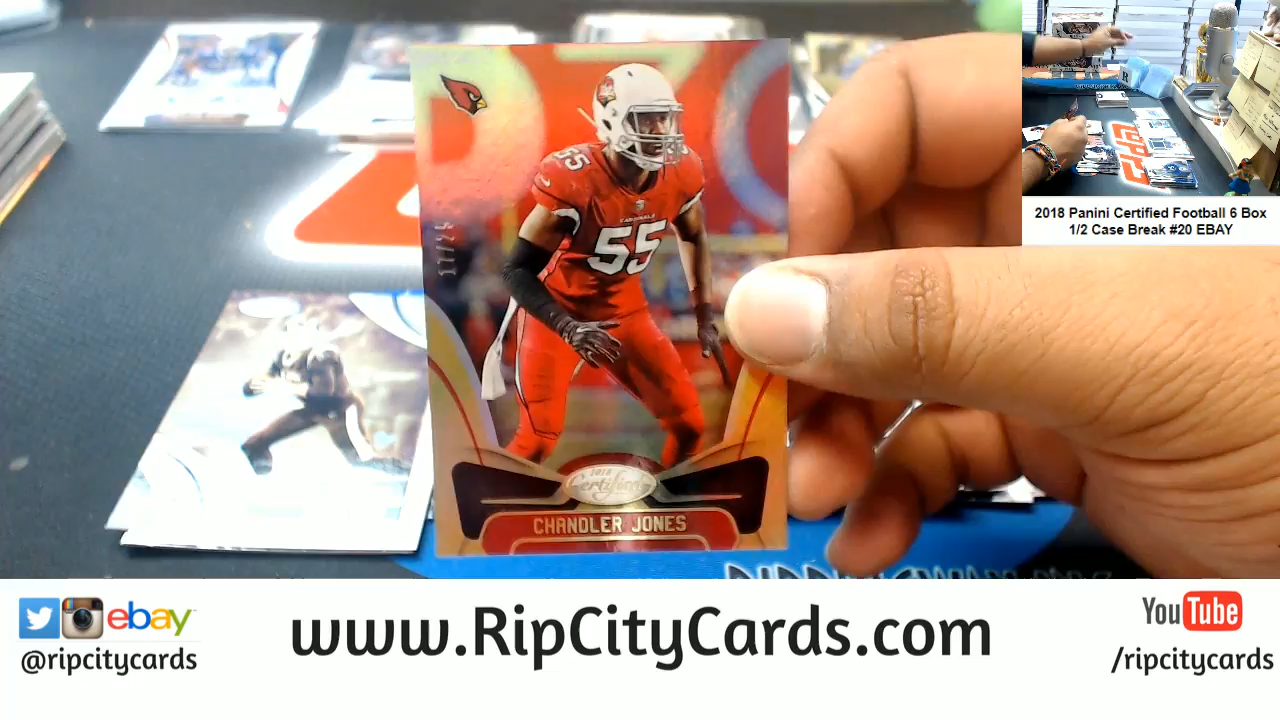 55
CARDINALS
55
2018
Certified
CHANDLER JONES
2018 Panini Certified Football 6 Box
1/2 Case Break #20 EBAY
ebay
@ripcitycards
www.RipCityCards.com
YouTube
/ripcitycards